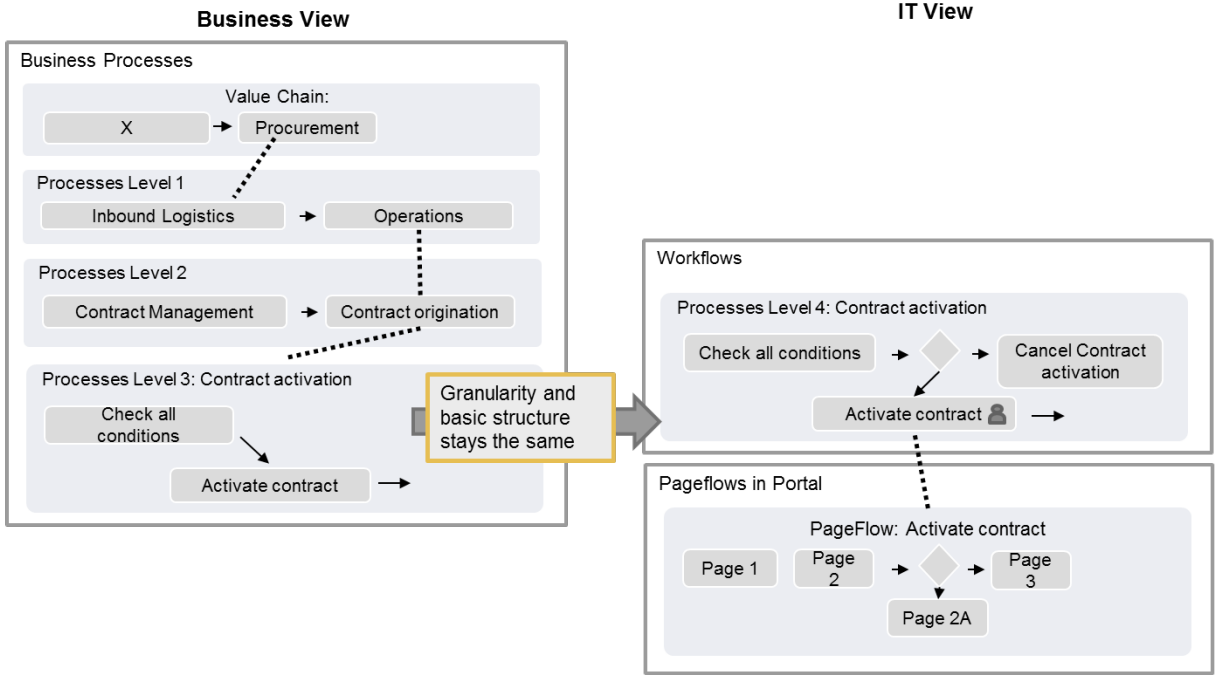 Business View
IT View
Business Processes
Value Chain:
X
Procurement
Processes Level 1
Inbound Logistics
Operations
Processes Level 2
Contract Management
Contract origination
Processes Level 3: Contract activation
Check all
conditions
Activate contract
Granularity and
basic structure
stays the same
Workflows
Processes Level 4: Contract activation
Check all conditions
Cancel Contract
activation
Activate contract
Pageflows in Portal
PageFlow: Activate contract
Page 1
Page
2
Page
3
Page 2A